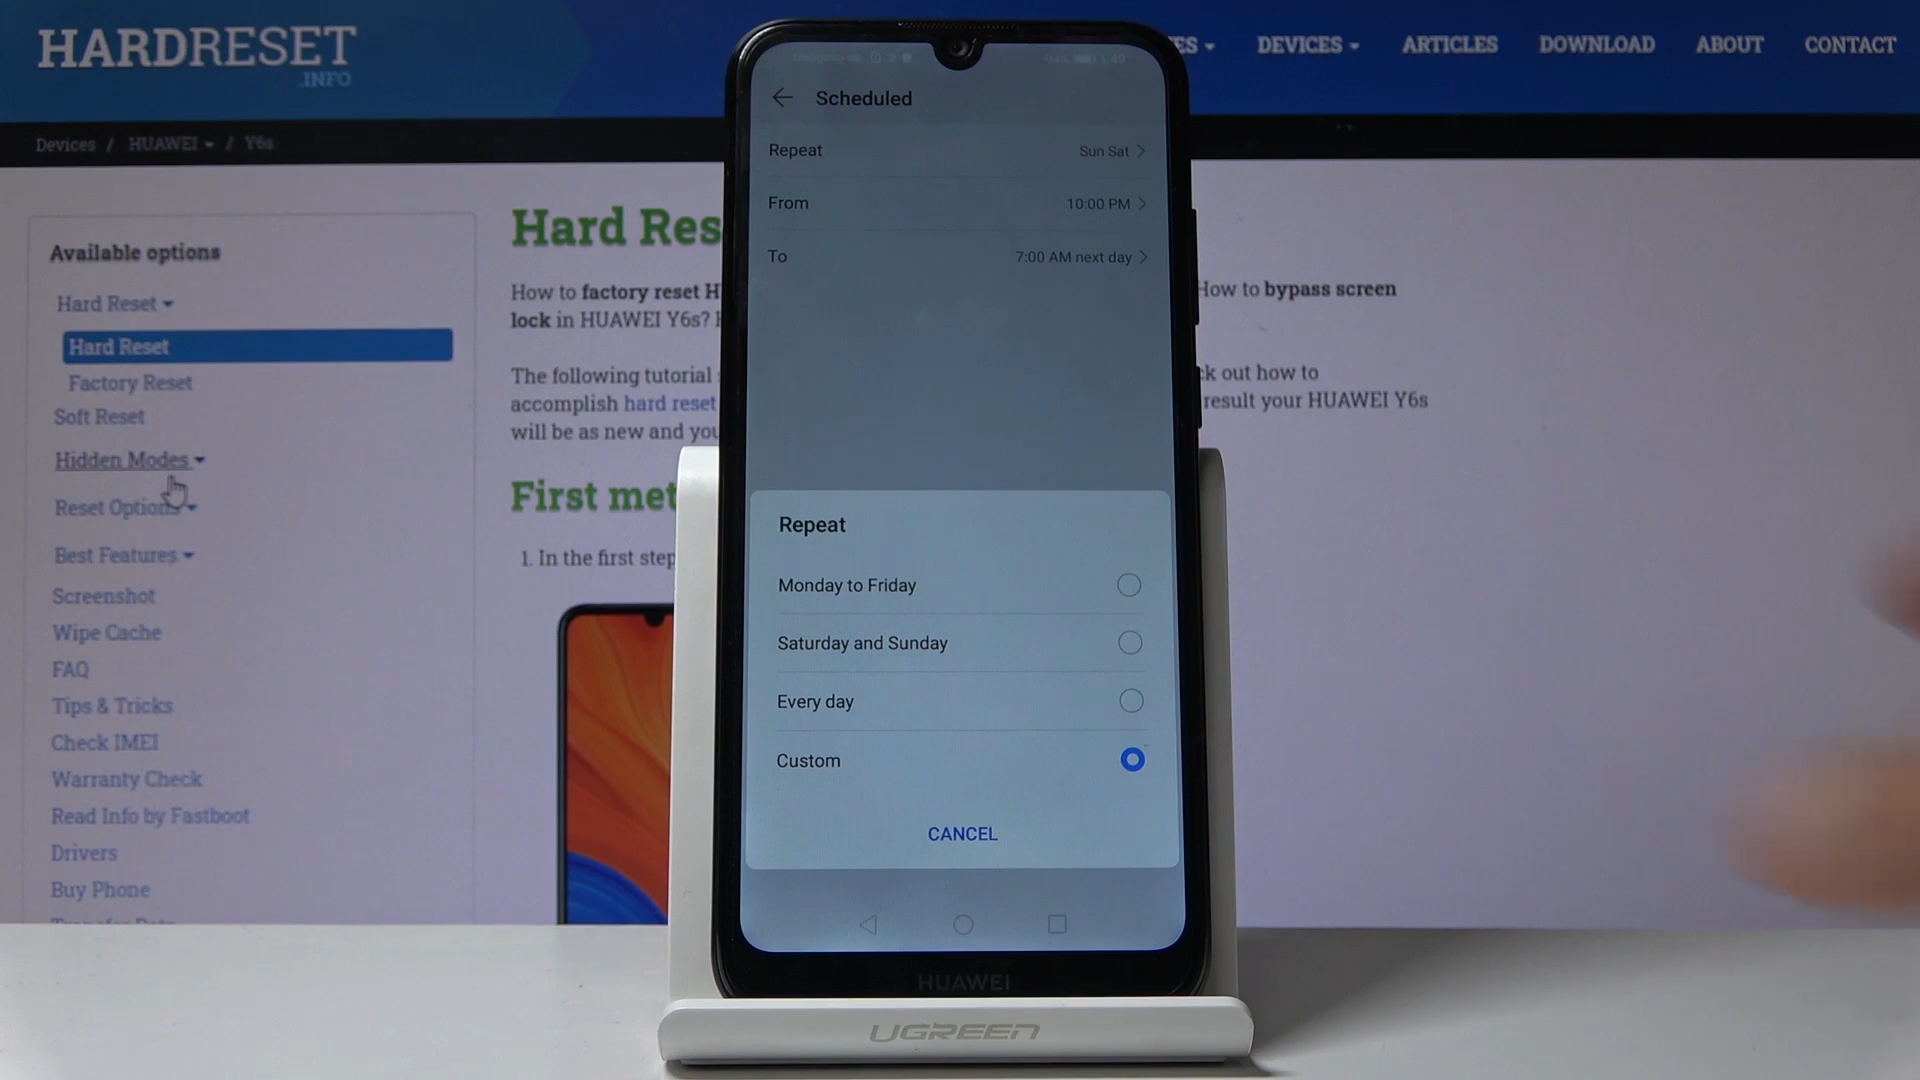 HARDRESET
.INFO
ES
DEVICES
ARTICLES
DOWNLOAD
ABOUT
CONTACT
Devices / HUAWEI / Y6s
Available options
Hard Reset
Hard Reset
Factory Reset
Soft Reset
Hidden Modes
Reset Options
Best Features
Screenshot
Wipe Cache
FAQ
Tips & Tricks
Check IMEI
Warranty Check
Read Info by Fastboot
Drivers
Buy Phone
Hard Res
How to factory reset H
lock in HUAWEI Y6s?
The following tutorial
accomplish hard reset
will be as new and you
First met
1. In the first step
How to bypass screen
ck out how to
result your HUAWEI Y6s
1:49
Scheduled
Repeat Sun Sat
From 10:00 PM
To 7:00 AM next day
Repeat
Monday to Friday
Saturday and Sunday
Every day
Custom
CANCEL
HUAWEI
UGREEN